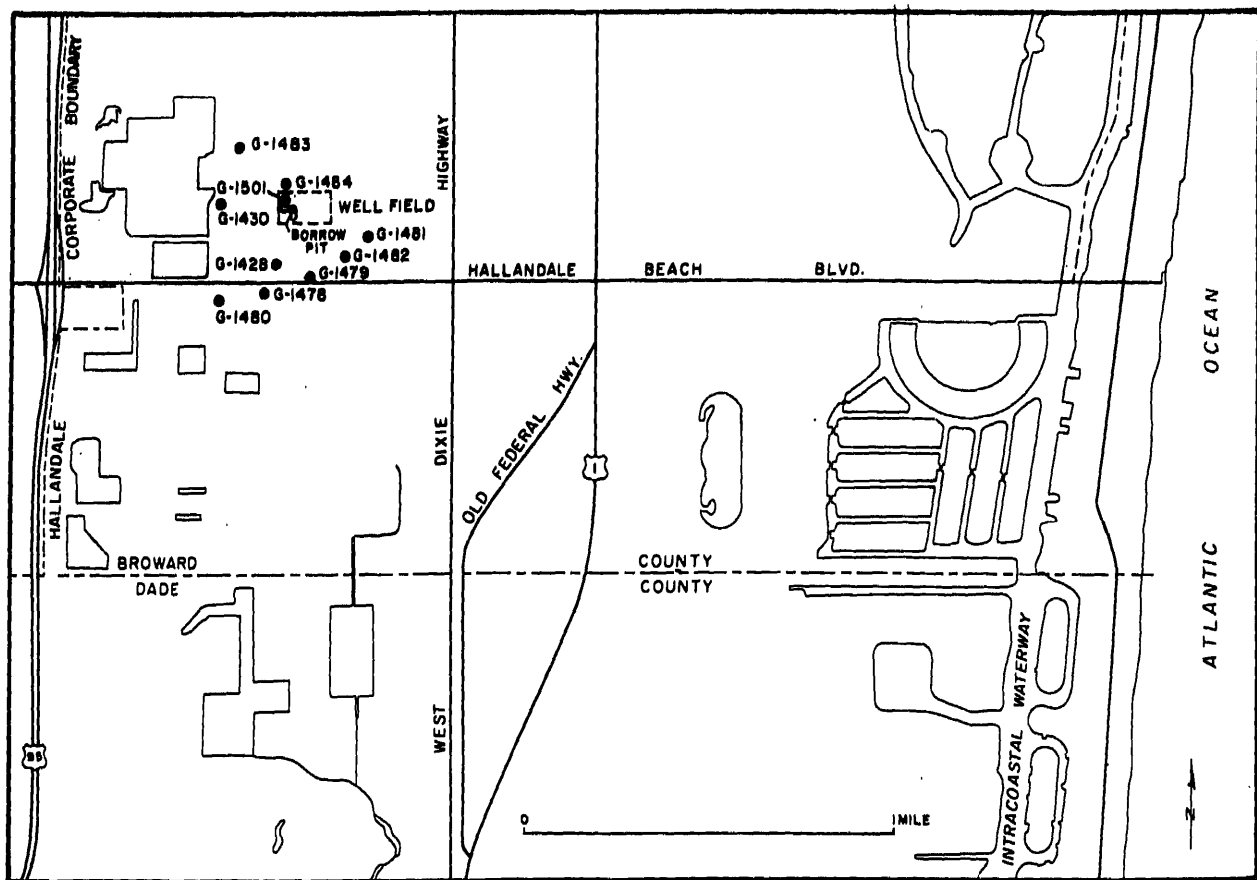 CORPORATE BOUNDARY
HIGHWAY
G-1483
G-1484
G-1501
G-1430
WELL FIELD
BORROW
PIT
G-1481
G-1482
G-1428
G-1479
G-1478
G-1480
HALLANDALE BEACH BLVD.
HALLANDALE
DIXIE
OLD FEDERAL HWY.
1
OCEAN
ATLANTIC
BROWARD COUNTY
DADE COUNTY
WEST
95
0 1 MILE
INTRACOASTAL WATERWAY
N